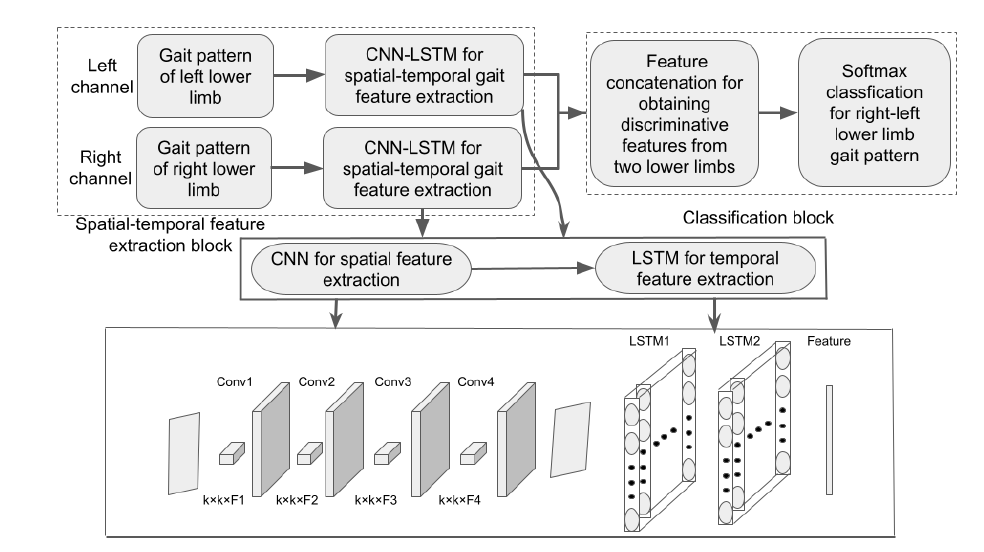 Left
channel
Gait pattern
of left lower
limb
CNN-LSTM for
spatial-temporal gait
feature extraction
Feature
concatenation for
obtaining
discriminative
features from
two lower limbs
Softmax
classfication
for right-left
lower limb
gait pattern
Right
channel
Gait pattern
of right lower
limb
CNN-LSTM for
spatial-temporal gait
feature extraction
Spatial-temporal feature
extraction block
Classification block
CNN for spatial feature
extraction
LSTM for temporal
feature extraction
LSTM1
LSTM2
Feature
Conv1
Conv2
Conv3
Conv4
k×k×F1
k×k×F2
k×k×F3
k×k×F4